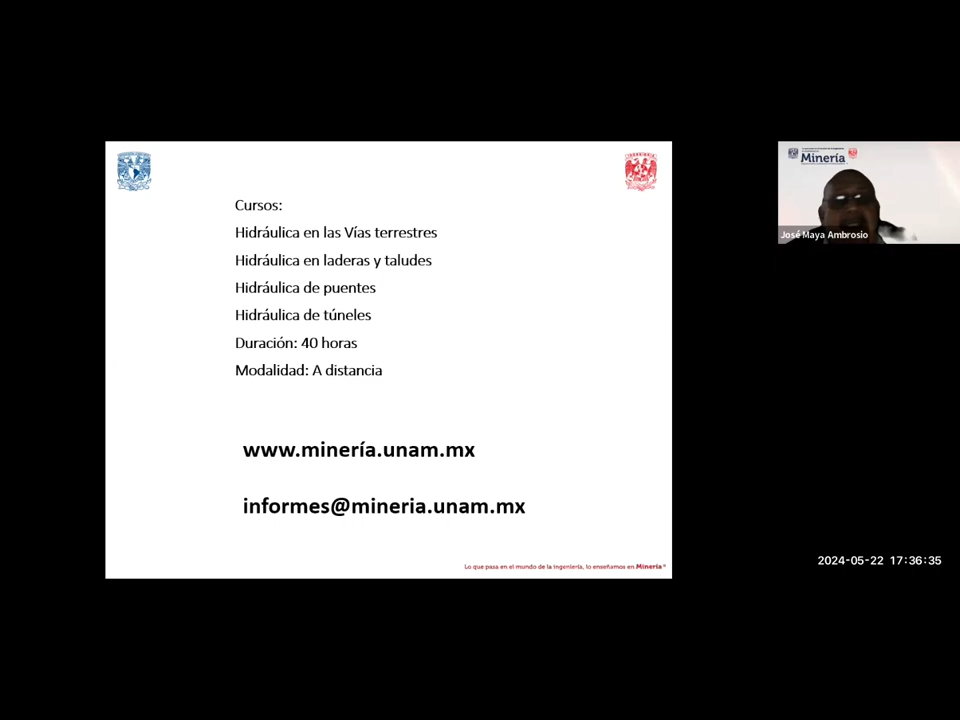 Cursos:
Hidráulica en las Vías terrestres
Hidráulica en laderas y taludes
Hidráulica de puentes
Hidráulica de túneles
Duración: 40 horas
Modalidad: A distancia
www.minería.unam.mx
informes@mineria.unam.mx
Lo que pasa en el mundo de la ingeniería, lo enseñamos en Minería®
Minería
José Maya Ambrosio
2024-05-22 17:36:35